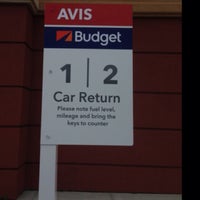 AVIS
Budget
1 | 2
Car Return
Please note fuel level,
mileage and bring the
keys to counter